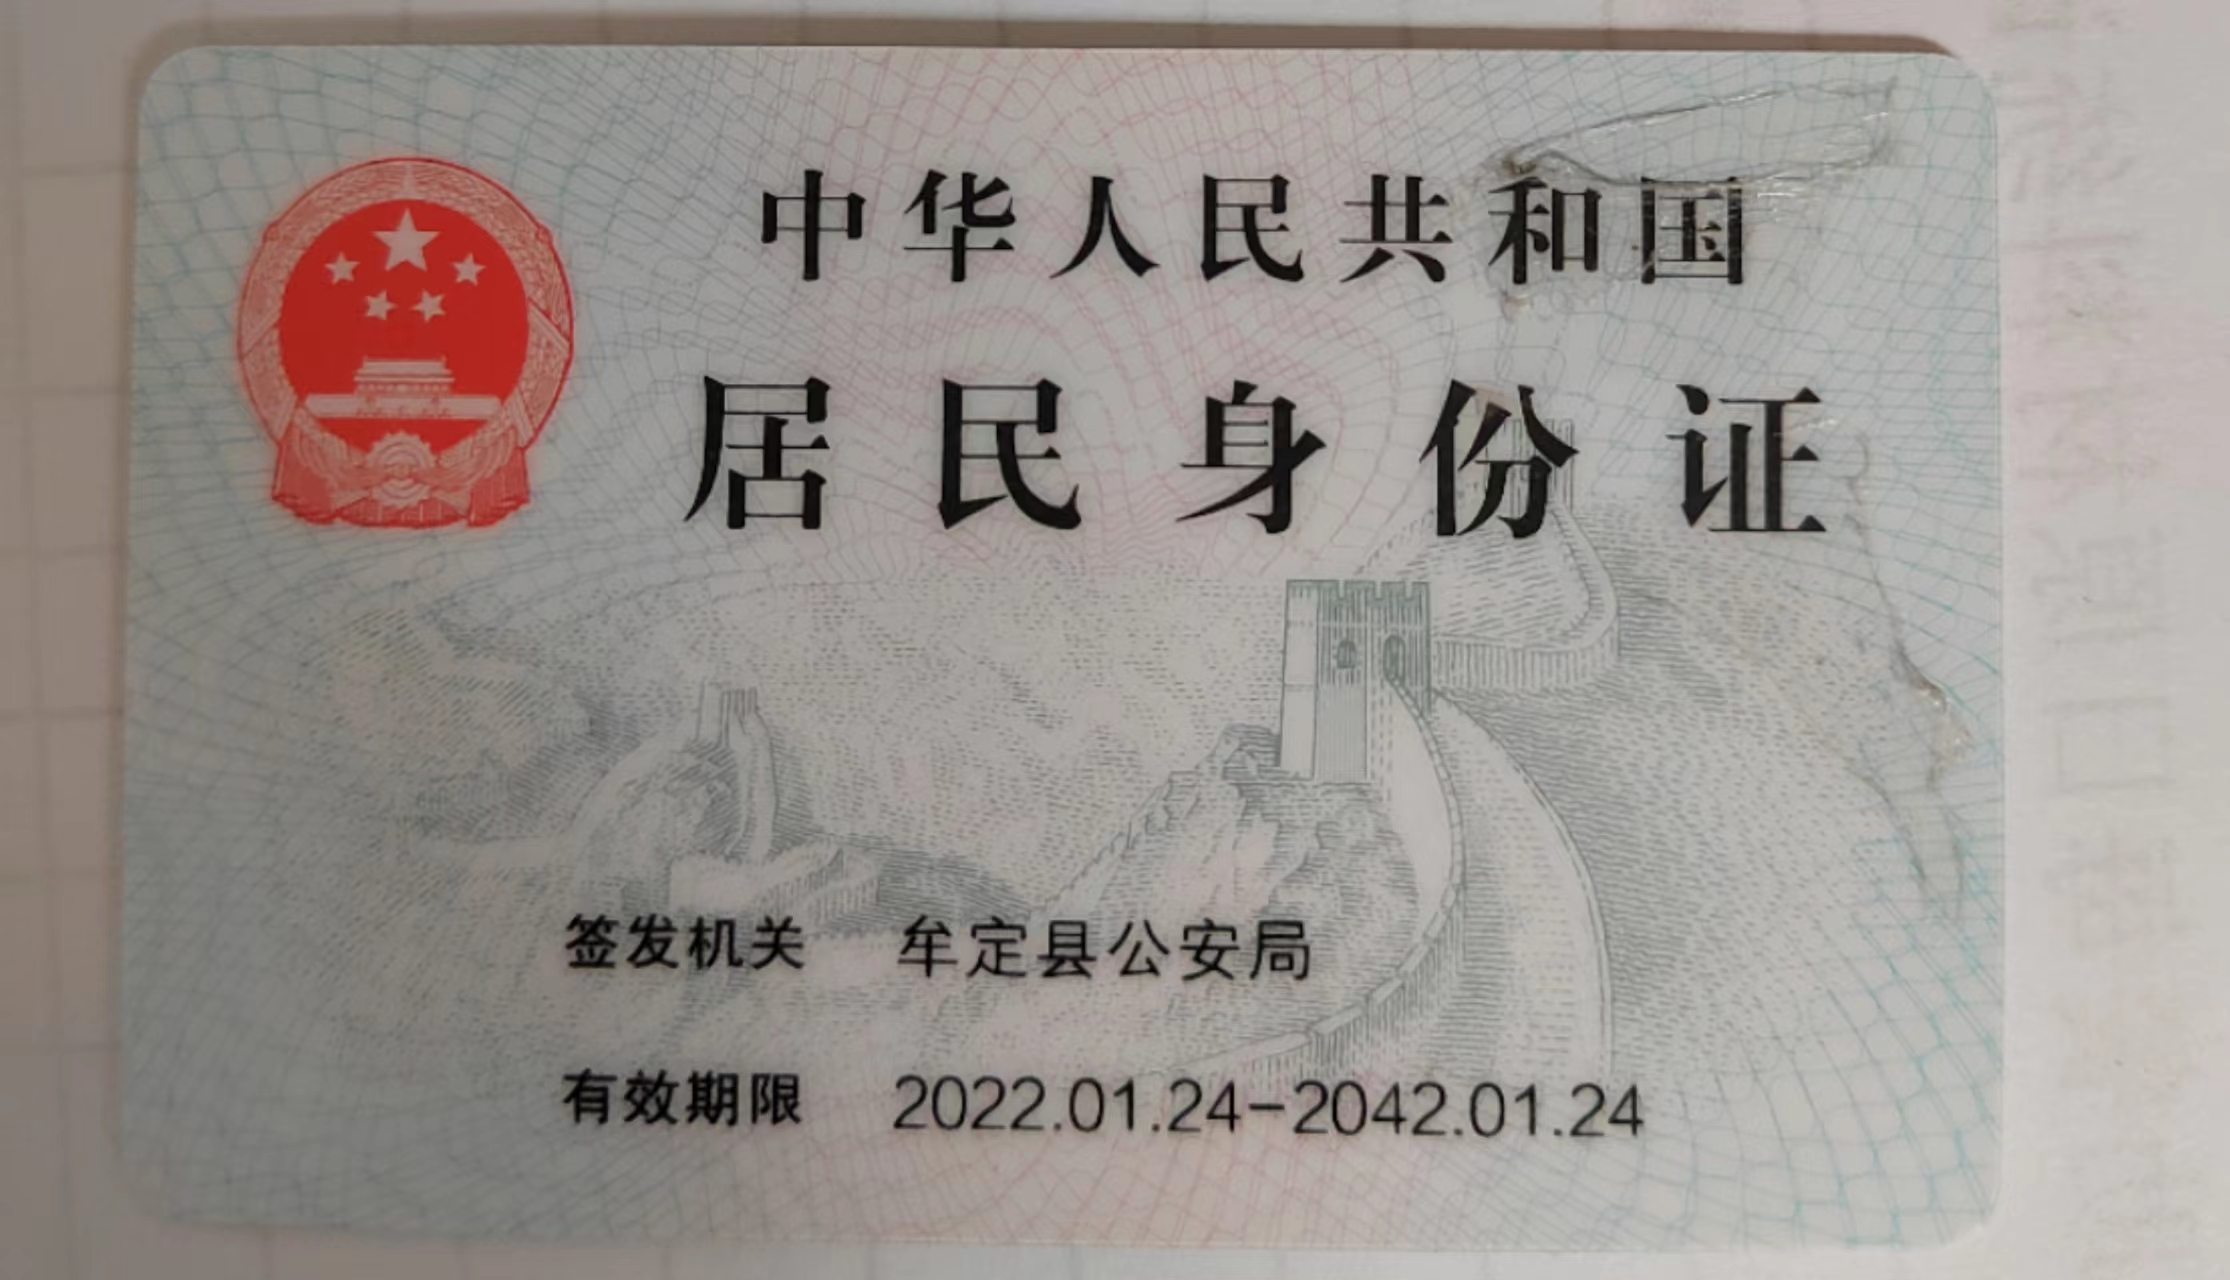 中华人民共和国
居民身份证
签发机关 牟定县公安局
有效期限 2022.01.24-2042.01.24